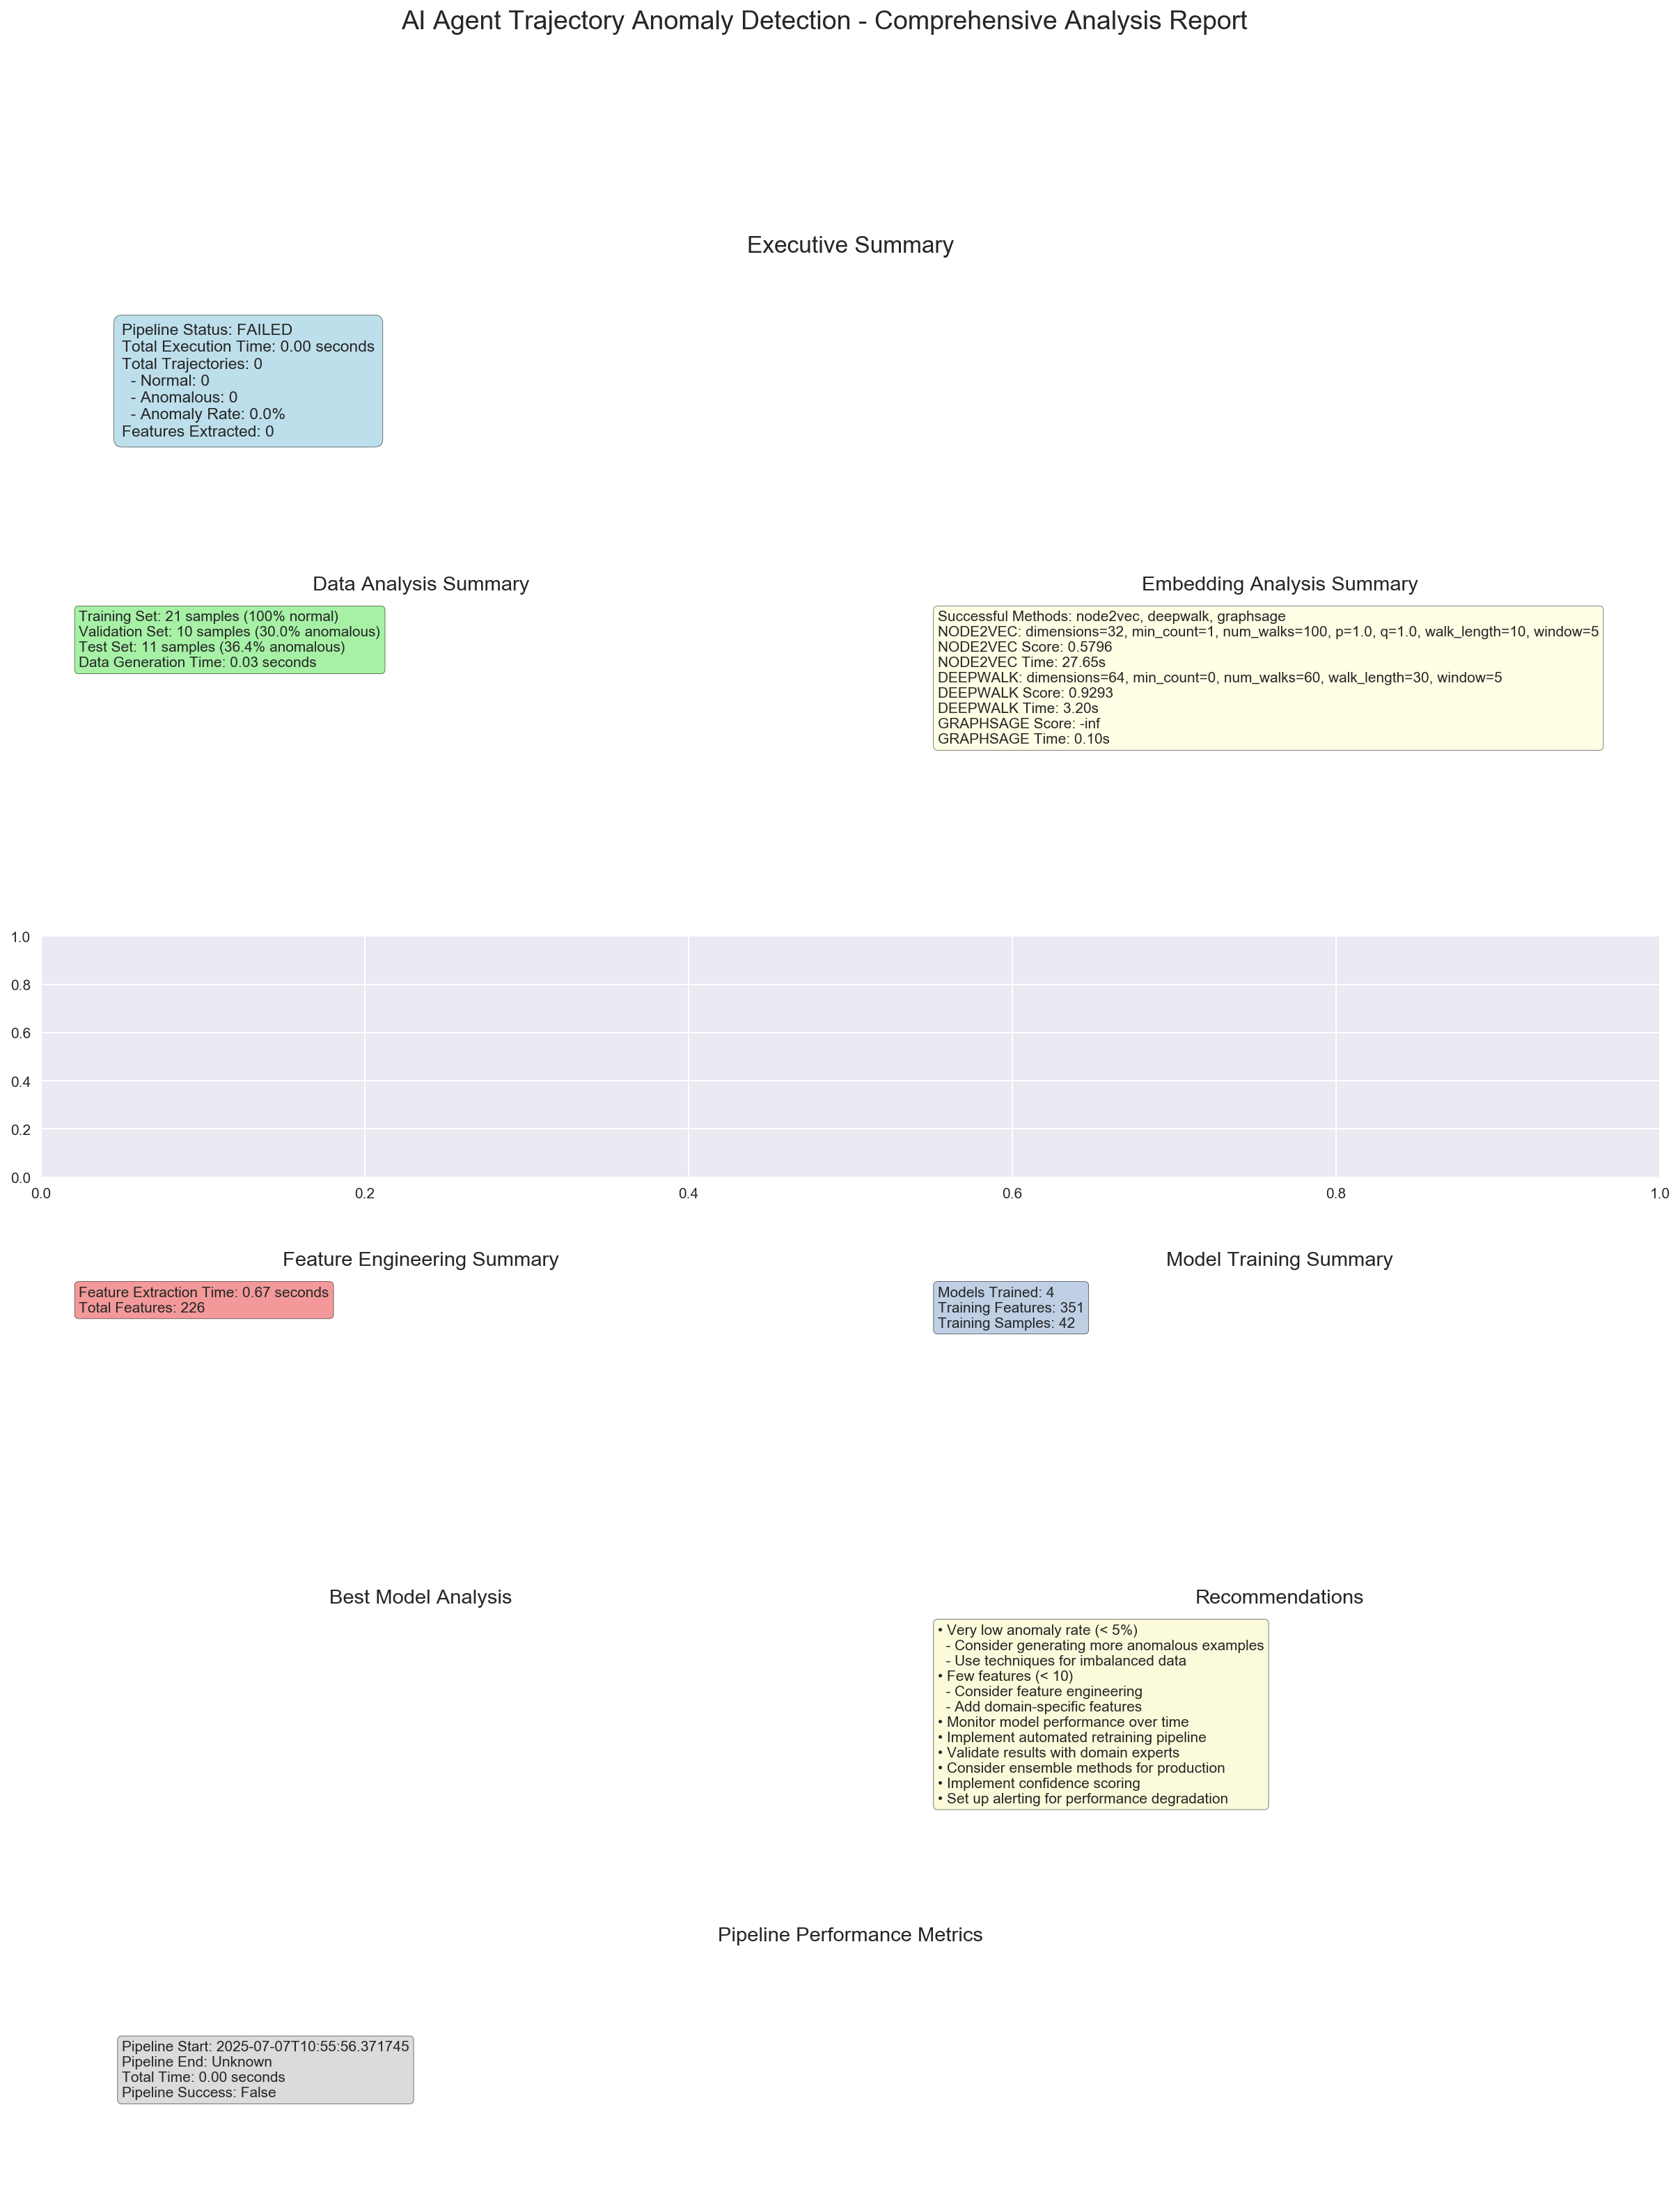 AI Agent Trajectory Anomaly Detection - Comprehensive Analysis Report
Executive Summary
Pipeline Status: FAILED
Total Execution Time: 0.00 seconds
Total Trajectories: 0
- Normal: 0
- Anomalous: 0
- Anomaly Rate: 0.0%
Features Extracted: 0
Data Analysis Summary
Training Set: 21 samples (100% normal)
Validation Set: 10 samples (30.0% anomalous)
Test Set: 11 samples (36.4% anomalous)
Data Generation Time: 0.03 seconds
Embedding Analysis Summary
Successful Methods: node2vec, deepwalk, graphsage
NODE2VEC: dimensions=32, min_count=1, num_walks=100, p=1.0, q=1.0, walk_length=10, window=5
NODE2VEC Score: 0.5796
NODE2VEC Time: 27.65s
DEEPWALK: dimensions=64, min_count=0, num_walks=60, walk_length=30, window=5
DEEPWALK Score: 0.9293
DEEPWALK Time: 3.20s
GRAPHSAGE Score: -inf
GRAPHSAGE Time: 0.10s
1.0
0.8
0.6
0.4
0.2
0.0
0.0 0.2 0.4 0.6 0.8 1.0
Feature Engineering Summary
Feature Extraction Time: 0.67 seconds
Total Features: 226
Model Training Summary
Models Trained: 4
Training Features: 351
Training Samples: 42
Best Model Analysis
Recommendations
• Very low anomaly rate (< 5%)
- Consider generating more anomalous examples
- Use techniques for imbalanced data
• Few features (< 10)
- Consider feature engineering
- Add domain-specific features
• Monitor model performance over time
• Implement automated retraining pipeline
• Validate results with domain experts
• Consider ensemble methods for production
• Implement confidence scoring
• Set up alerting for performance degradation
Pipeline Performance Metrics
Pipeline Start: 2025-07-07T10:55:56.371745
Pipeline End: Unknown
Total Time: 0.00 seconds
Pipeline Success: False